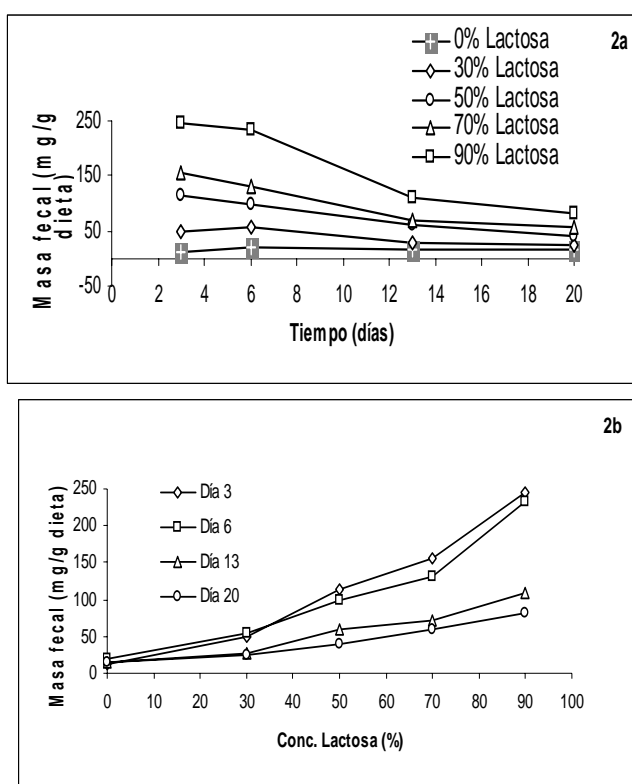 2a
0% Lactosa
30% Lactosa
50% Lactosa
70% Lactosa
90% Lactosa
Masa fecal (mg/g
dieta)
250
150
50
-50
0 2 4 6 8 10 12 14 16 18 20
Tiempo (días)
2b
Día 3
Día 6
Día 13
Día 20
Masa fecal (mg/g dieta)
250
200
150
100
50
0
0 10 20 30 40 50 60 70 80 90 100
Conc. Lactosa (%)